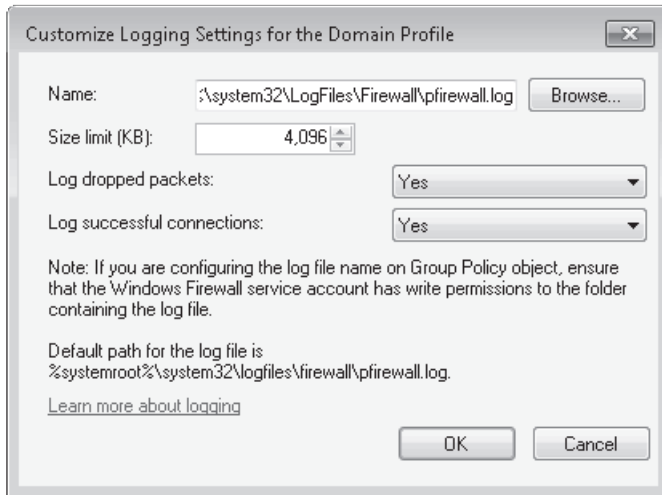 Customize Logging Settings for the Domain Profile
Name: :\system32\LogFiles\Firewall\pfirewall.log Browse...
Size limit (KB): 4,096
Log dropped packets: Yes
Log successful connections: Yes
Note: If you are configuring the log file name on Group Policy object, ensure
that the Windows Firewall service account has write permissions to the folder
containing the log file.
Default path for the log file is
%systemroot%\system32\logfiles\firewall\pfirewall.log.
Learn more about logging
OK Cancel